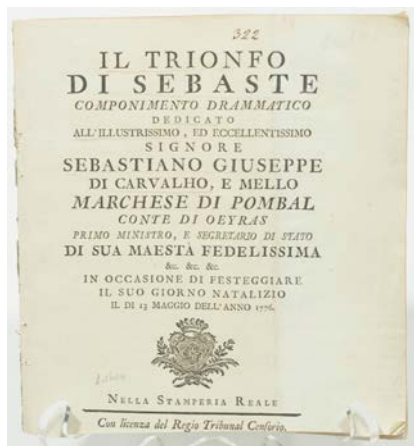 322
IL TRIONFO
DI SEBASTE
COMPONIMENTO DRAMMATICO
DEDICATO
ALL'ILLUSTRISSIMO, ED ECCELLENTISSIMO
SIGNORE
SEBASTIANO GIUSEPPE
DI CARVALHO, E MELLO
MARCHESE DI POMBAL
CONTE DI OEYRAS
PRIMO MINISTRO, E SEGRETARIO DI STATO
DI SUA MAESTÀ FEDELISSIMA
&c. &c. &c.
IN OCCASIONE DI FESTEGGIARE
IL SUO GIORNO NATALIZIO
IL DI 13 MAGGIO DELL'ANNO 1776.
NELLA STAMPERIA REALE
Con licenza del Regio Tribunal Censorio.